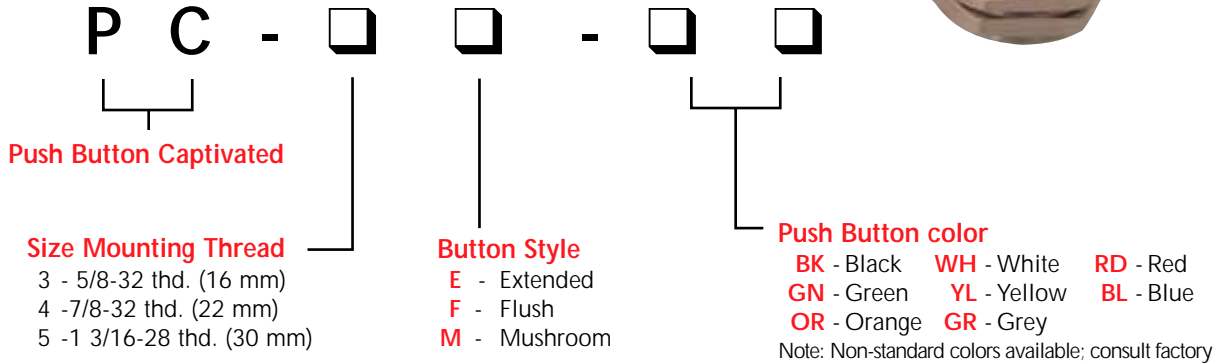 P C - ❏ ❏ - ❏ ❏
Push Button Captivated
Size Mounting Thread
3 - 5/8-32 thd. (16 mm)
4 -7/8-32 thd. (22 mm)
5 -1 3/16-28 thd. (30 mm)
Button Style
E - Extended
F - Flush
M - Mushroom
Push Button color
BK - Black WH - White RD - Red
GN - Green YL - Yellow BL - Blue
OR - Orange GR - Grey
Note: Non-standard colors available; consult factory